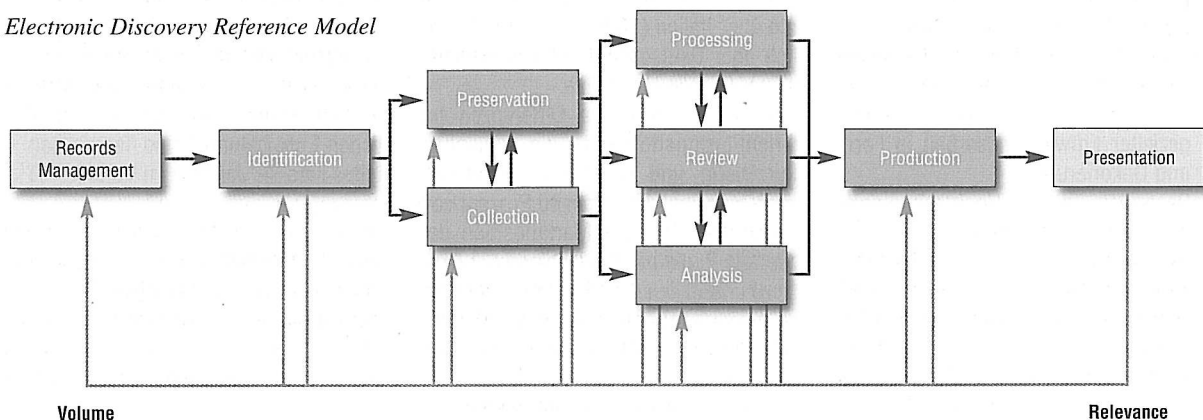 Electronic Discovery Reference Model
Processing
Preservation
Records
Management
Identification
Review
Production
Presentation
Collection
Analysis
Volume
Relevance